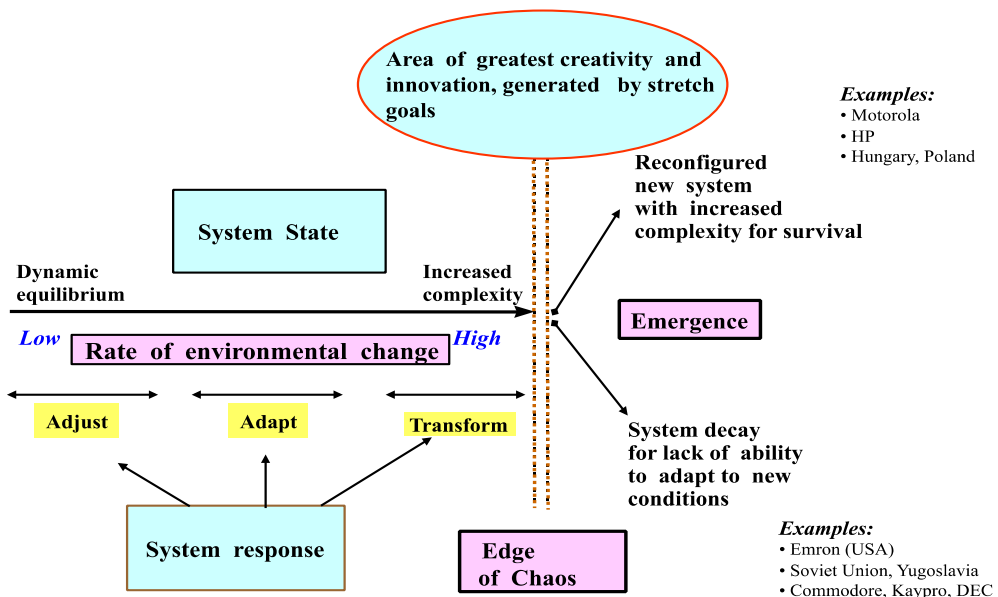 Area of greatest creativity and
innovation, generated by stretch
goals
Examples:
• Motorola
• HP
• Hungary, Poland
Reconfigured
new system
with increased
complexity for survival
System State
Dynamic
equilibrium
Increased
complexity
Low
High
Rate of environmental change
Emergence
Adjust
Adapt
Transform
System decay
for lack of ability
to adapt to new
conditions
System response
Edge
of Chaos
Examples:
• Emron (USA)
• Soviet Union, Yugoslavia
• Commodore, Kaypro, DEC